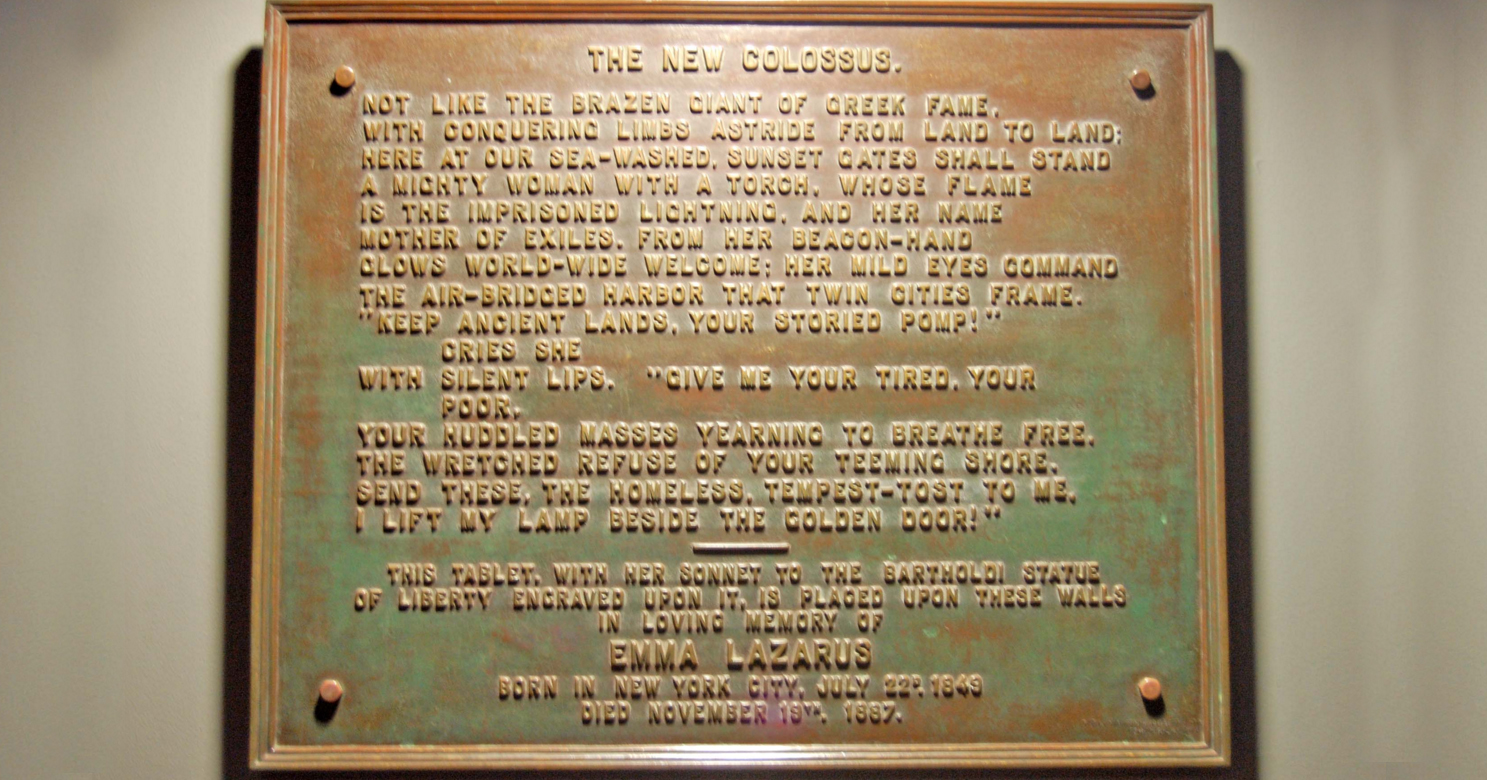 THE NEW COLOSSUS.
NOT LIKE THE BRAZEN GIANT OF GREEK FAME,
WITH CONQUERING LIMBS ASTRIDE FROM LAND TO LAND;
HERE AT OUR SEA-WASHED, SUNSET GATES SHALL STAND
A MIGHTY WOMAN WITH A TORCH, WHOSE FLAME
IS THE IMPRISONED LIGHTNING, AND HER NAME
MOTHER OF EXILES. FROM HER BEACON-HAND
GLOWS WORLD-WIDE WELCOME; HER MILD EYES COMMAND
THE AIR-BRIDGED HARBOR THAT TWIN CITIES FRAME.
"KEEP ANCIENT LANDS, YOUR STORIED POMP!"
CRIES SHE
WITH SILENT LIPS. "GIVE ME YOUR TIRED, YOUR
POOR,
YOUR HUDDLED MASSES YEARNING TO BREATHE FREE,
THE WRETCHED REFUSE OF YOUR TEEMING SHORE.
SEND THESE, THE HOMELESS, TEMPEST-TOST TO ME,
I LIFT MY LAMP BESIDE THE GOLDEN DOOR!"
THIS TABLET, WITH HER SONNET TO THE BARTHOLDI STATUE
OF LIBERTY ENGRAVED UPON IT, IS PLACED UPON THESE WALLS
IN LOVING MEMORY OF
EMMA LAZARUS
BORN IN NEW YORK CITY, JULY 22D, 1849
DIED NOVEMBER 19TH, 1887.